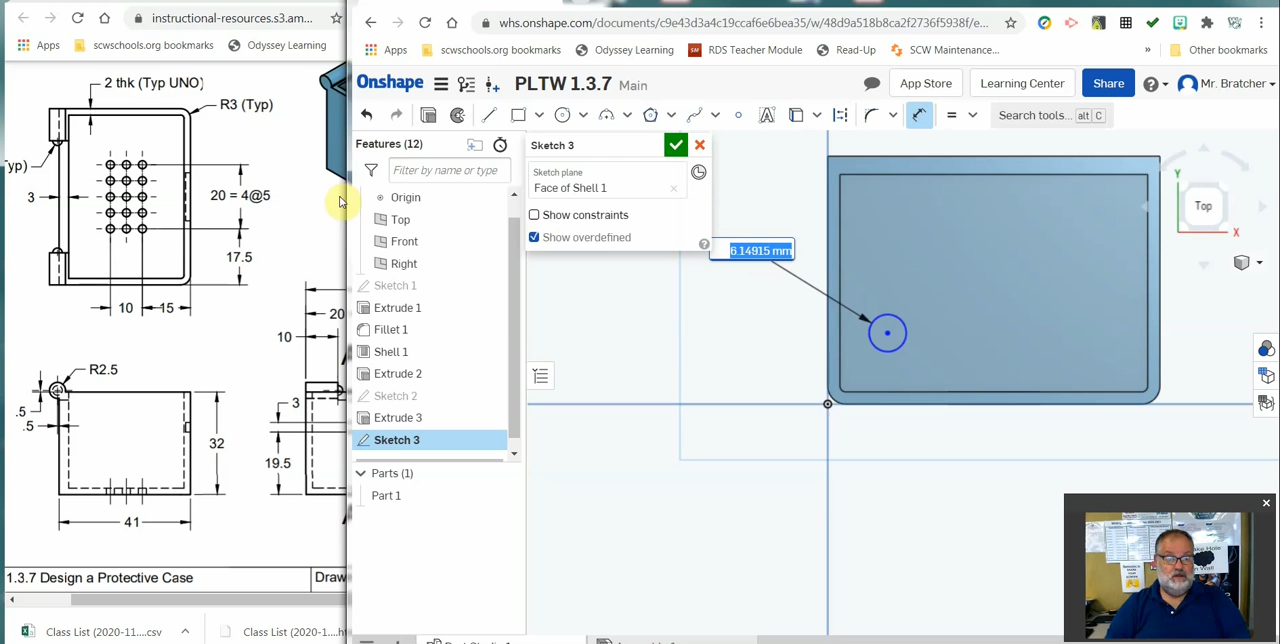 instructional-resources.s3.am...
Apps
scwschools.org bookmarks
Odyssey Learning
2 thk (Typ UNO)
R3 (Typ)
yp)
3
20 = 4@5
17.5
10
15
20
10
R2.5
.5
.5
32
3
19.5
41
1.3.7 Design a Protective Case
Draw
Class List (2020-11....csv
Class List (2020-1....ht
whs.onshape.com/documents/c9e43d3a4c19ccaf6e6bea35/w/48d9a518b8ca2f2736f5938f/e...
Apps
scwschools.org bookmarks
Odyssey Learning
RDS Teacher Module
Read-Up
SCW Maintenance...
»
Other bookmarks
Onshape
PLTW 1.3.7
Main
App Store
Learning Center
Share
Mr. Bratcher
Search tools...
alt C
Features (12)
Filter by name or type
Origin
Top
Front
Right
Sketch 1
Extrude 1
Fillet 1
Shell 1
Extrude 2
Sketch 2
Extrude 3
Sketch 3
Parts (1)
Part 1
Sketch 3
Sketch plane
Face of Shell 1
Show constraints
Show overdefined
6.14915 mm
Y
Top
X